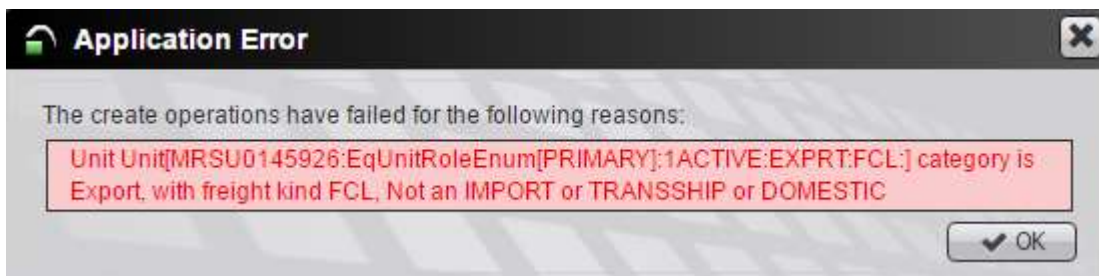 Application Error
The create operations have failed for the following reasons:
Unit Unit[MRSU0145926:EqUnitRoleEnum[PRIMARY]:1ACTIVE:EXPRT:FCL:] category is
Export, with freight kind FCL, Not an IMPORT or TRANSSHIP or DOMESTIC
OK